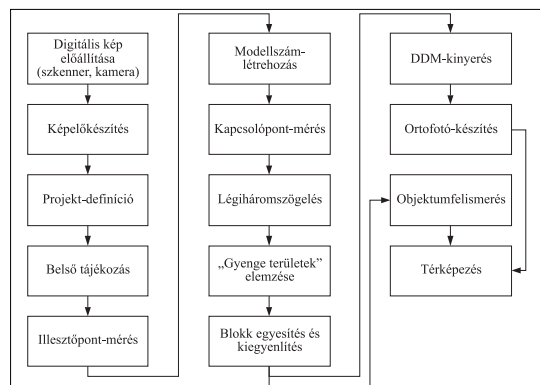 Digitális kép
előállítása
(szkenner, kamera)
Képelőkészítés
Projekt-definíció
Belső tájékozás
Illesztőpont-mérés
Modellszám-
létrehozás
Kapcsolópont-mérés
Légiháromszögelés
„Gyenge területek”
elemzése
Blokk egyesítés és
kiegyenlítés
DDM-kinyerés
Ortofotó-készítés
Objektumfelismerés
Térképezés